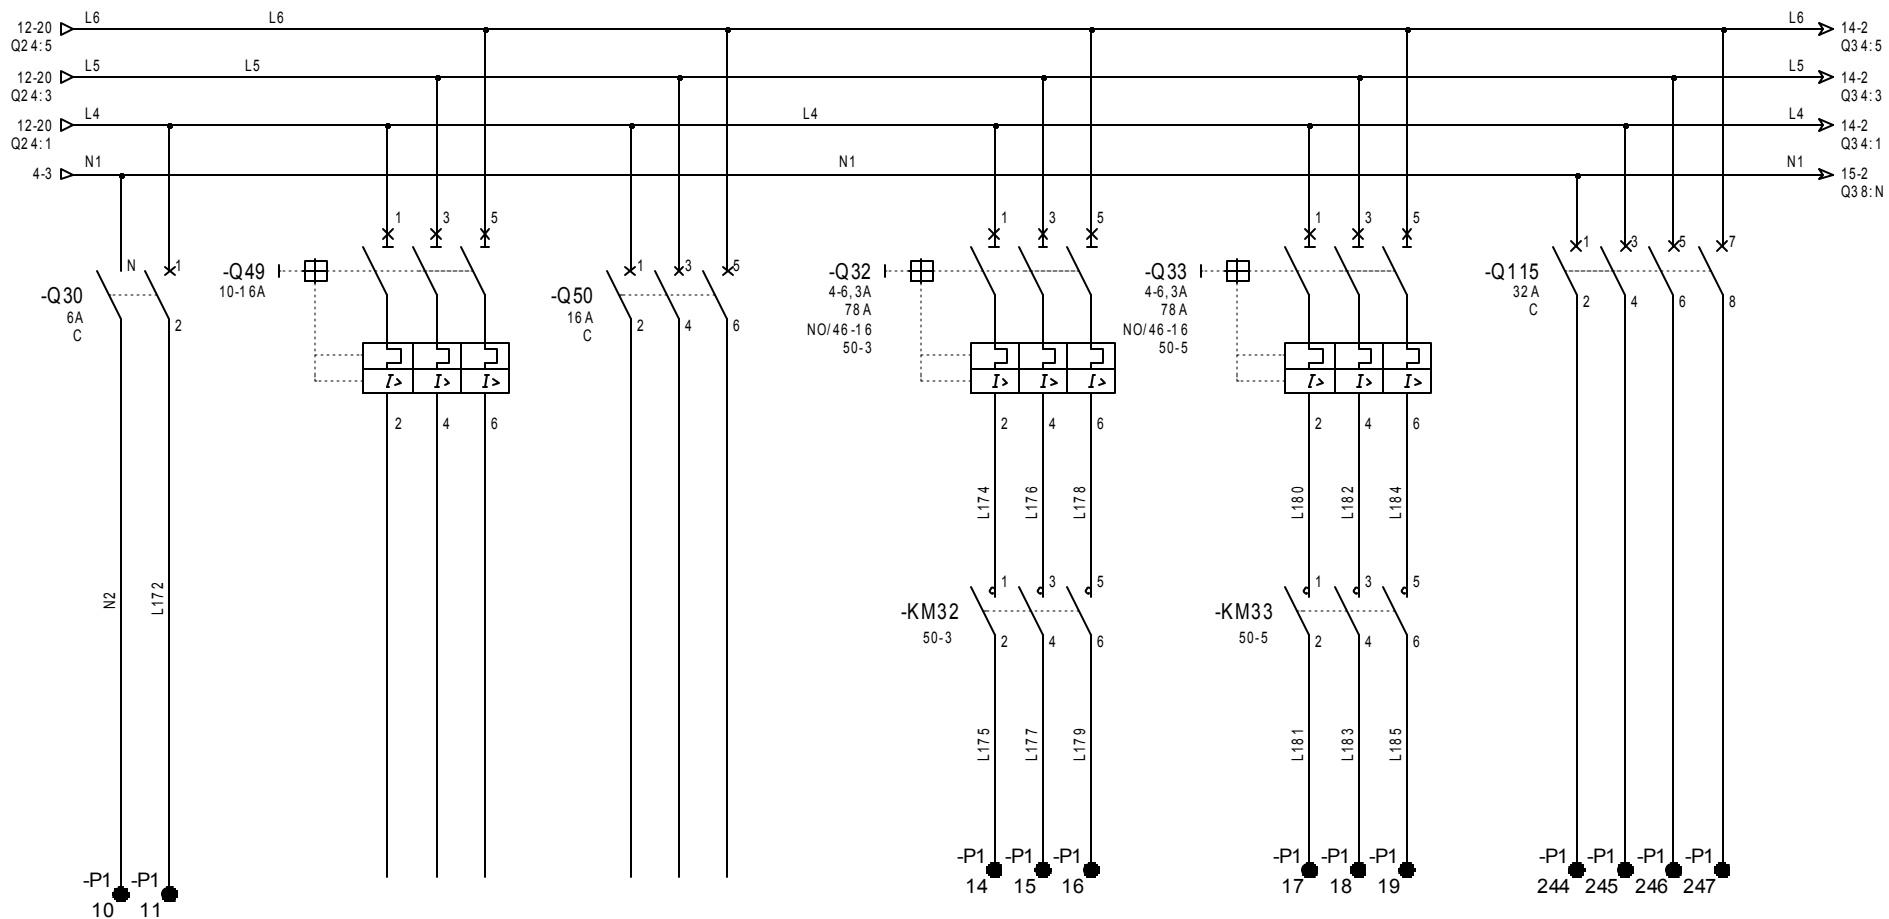 L6 L6 L6
12-20 14-2
Q24:5 Q34:5
L5 L5 L5
12-20 14-2
Q24:3 Q34:3
L4 L4 L4
12-20 14-2
Q24:1 Q34:1
N1 N1 N1
4-3 15-2
Q38:N
1 3 5 1 3 5 1 3 5
N 1 1 3 5 1 3 5 7
-Q30
6A
C
2
-Q49
10-16A
I> I> I>
2 4 6
-Q50
16A
C
2 4 6
-Q32
4-6,3A
78A
NO/46-16
50-3
I> I> I>
2 4 6
-Q33
4-6,3A
78A
NO/46-16
50-5
I> I> I>
2 4 6
-Q115
32A
C
2 4 6 8
L174 L176 L178 L180 L182 L184
N2 L172
1 3 5 1 3 5
-KM32
50-3
2 4 6
-KM33
50-5
2 4 6
L175 L177 L179 L181 L183 L185
-P1 -P1 -P1 -P1 -P1 -P1 -P1 -P1 -P1 -P1
14 15 16 17 18 19 244 245 246 247
-P1 -P1
10 11